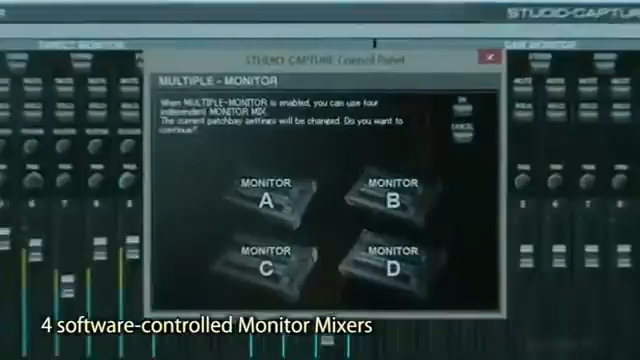 STUDIO-CAPTURE
DIRECT MONITOR
STUDIO-CAPTURE Control Panel
MULTIPLE-MONITOR
When MULTIPLE-MONITOR is enabled, you can use four
independent MONITOR MIX.
The current patchbay settings will be changed. Do you want to
continue?
OK
CANCEL
MONITOR
A
MONITOR
B
MONITOR
C
MONITOR
D
4 software-controlled Monitor Mixers